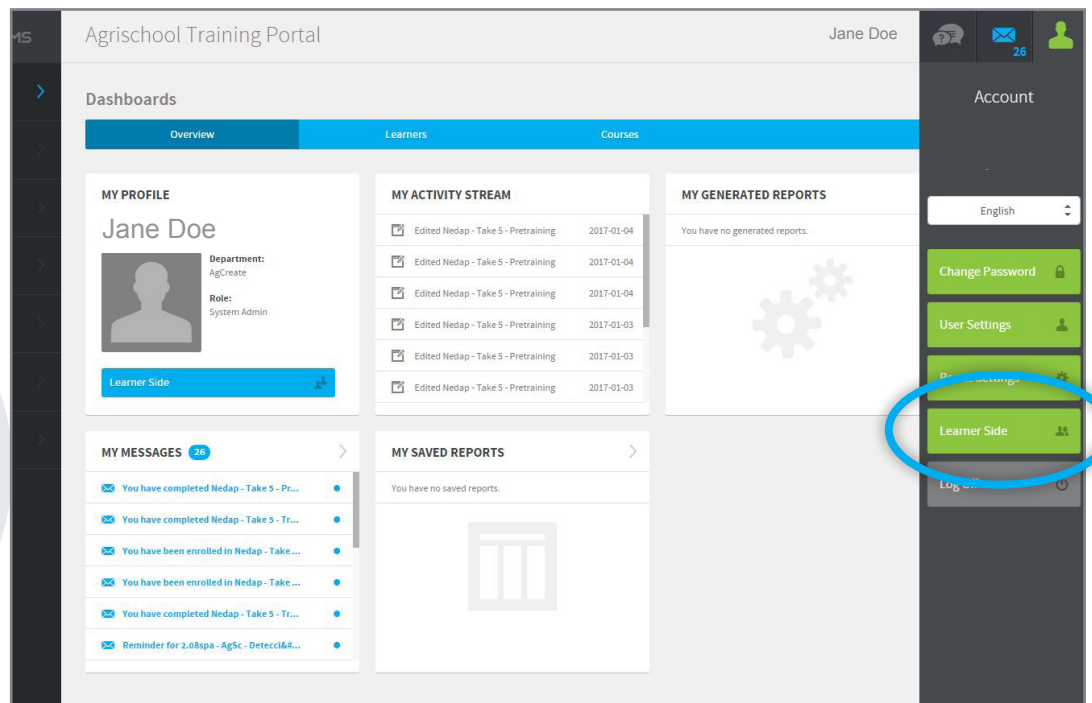 MS
Agrischool Training Portal
Jane Doe
26
Account
Dashboards
Overview
Learners
Courses
English
Change Password
User Settings
Portal Settings
Learner Side
Log Off
MY PROFILE
Jane Doe
Department:
AgCreate
Role:
System Admin
Learner Side
MY ACTIVITY STREAM
Edited Nedap - Take 5 - Pretraining 2017-01-04
Edited Nedap - Take 5 - Pretraining 2017-01-04
Edited Nedap - Take 5 - Pretraining 2017-01-04
Edited Nedap - Take 5 - Pretraining 2017-01-03
Edited Nedap - Take 5 - Pretraining 2017-01-03
Edited Nedap - Take 5 - Pretraining 2017-01-03
MY GENERATED REPORTS
You have no generated reports.
MY MESSAGES 26
You have completed Nedap - Take 5 - Pr...
You have completed Nedap - Take 5 - Tr...
You have been enrolled in Nedap - Take ...
You have been enrolled in Nedap - Take ...
You have completed Nedap - Take 5 - Tr...
Reminder for 2.08spa - AgSc - Detecci&#...
MY SAVED REPORTS
You have no saved reports.